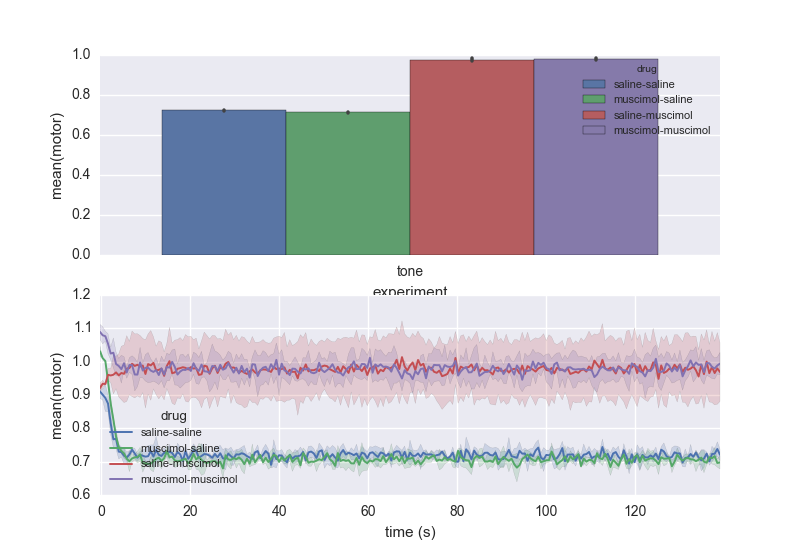 1.0
0.8
0.6
0.4
0.2
0.0
mean(motor)
drug
saline-saline
muscimol-saline
saline-muscimol
muscimol-muscimol
tone
experiment
1.2
1.1
1.0
0.9
0.8
0.7
0.6
mean(motor)
drug
saline-saline
muscimol-saline
saline-muscimol
muscimol-muscimol
0 20 40 60 80 100 120
time (s)